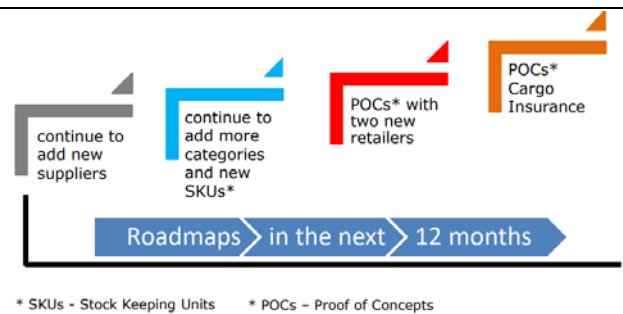 continue to
add new
suppliers
continue to
add more
categories
and new
SKUs*
POCs* with
two new
retailers
POCs*
Cargo
Insurance
Roadmaps in the next 12 months
* SKUs - Stock Keeping Units * POCs – Proof of Concepts